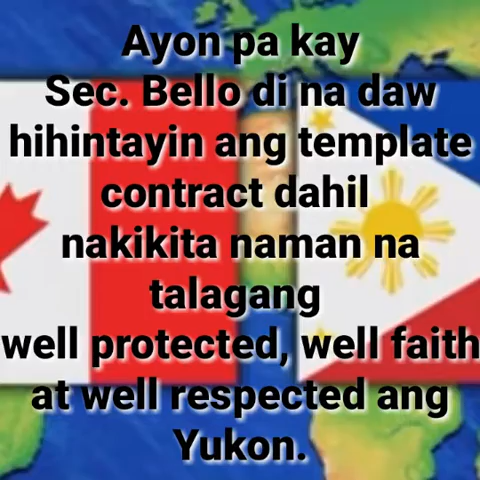 Ayon pa kay
Sec. Bello di na daw
hihintayin ang template
contract dahil
nakikita naman na
talagang
well protected, well faith
at well respected ang
Yukon.